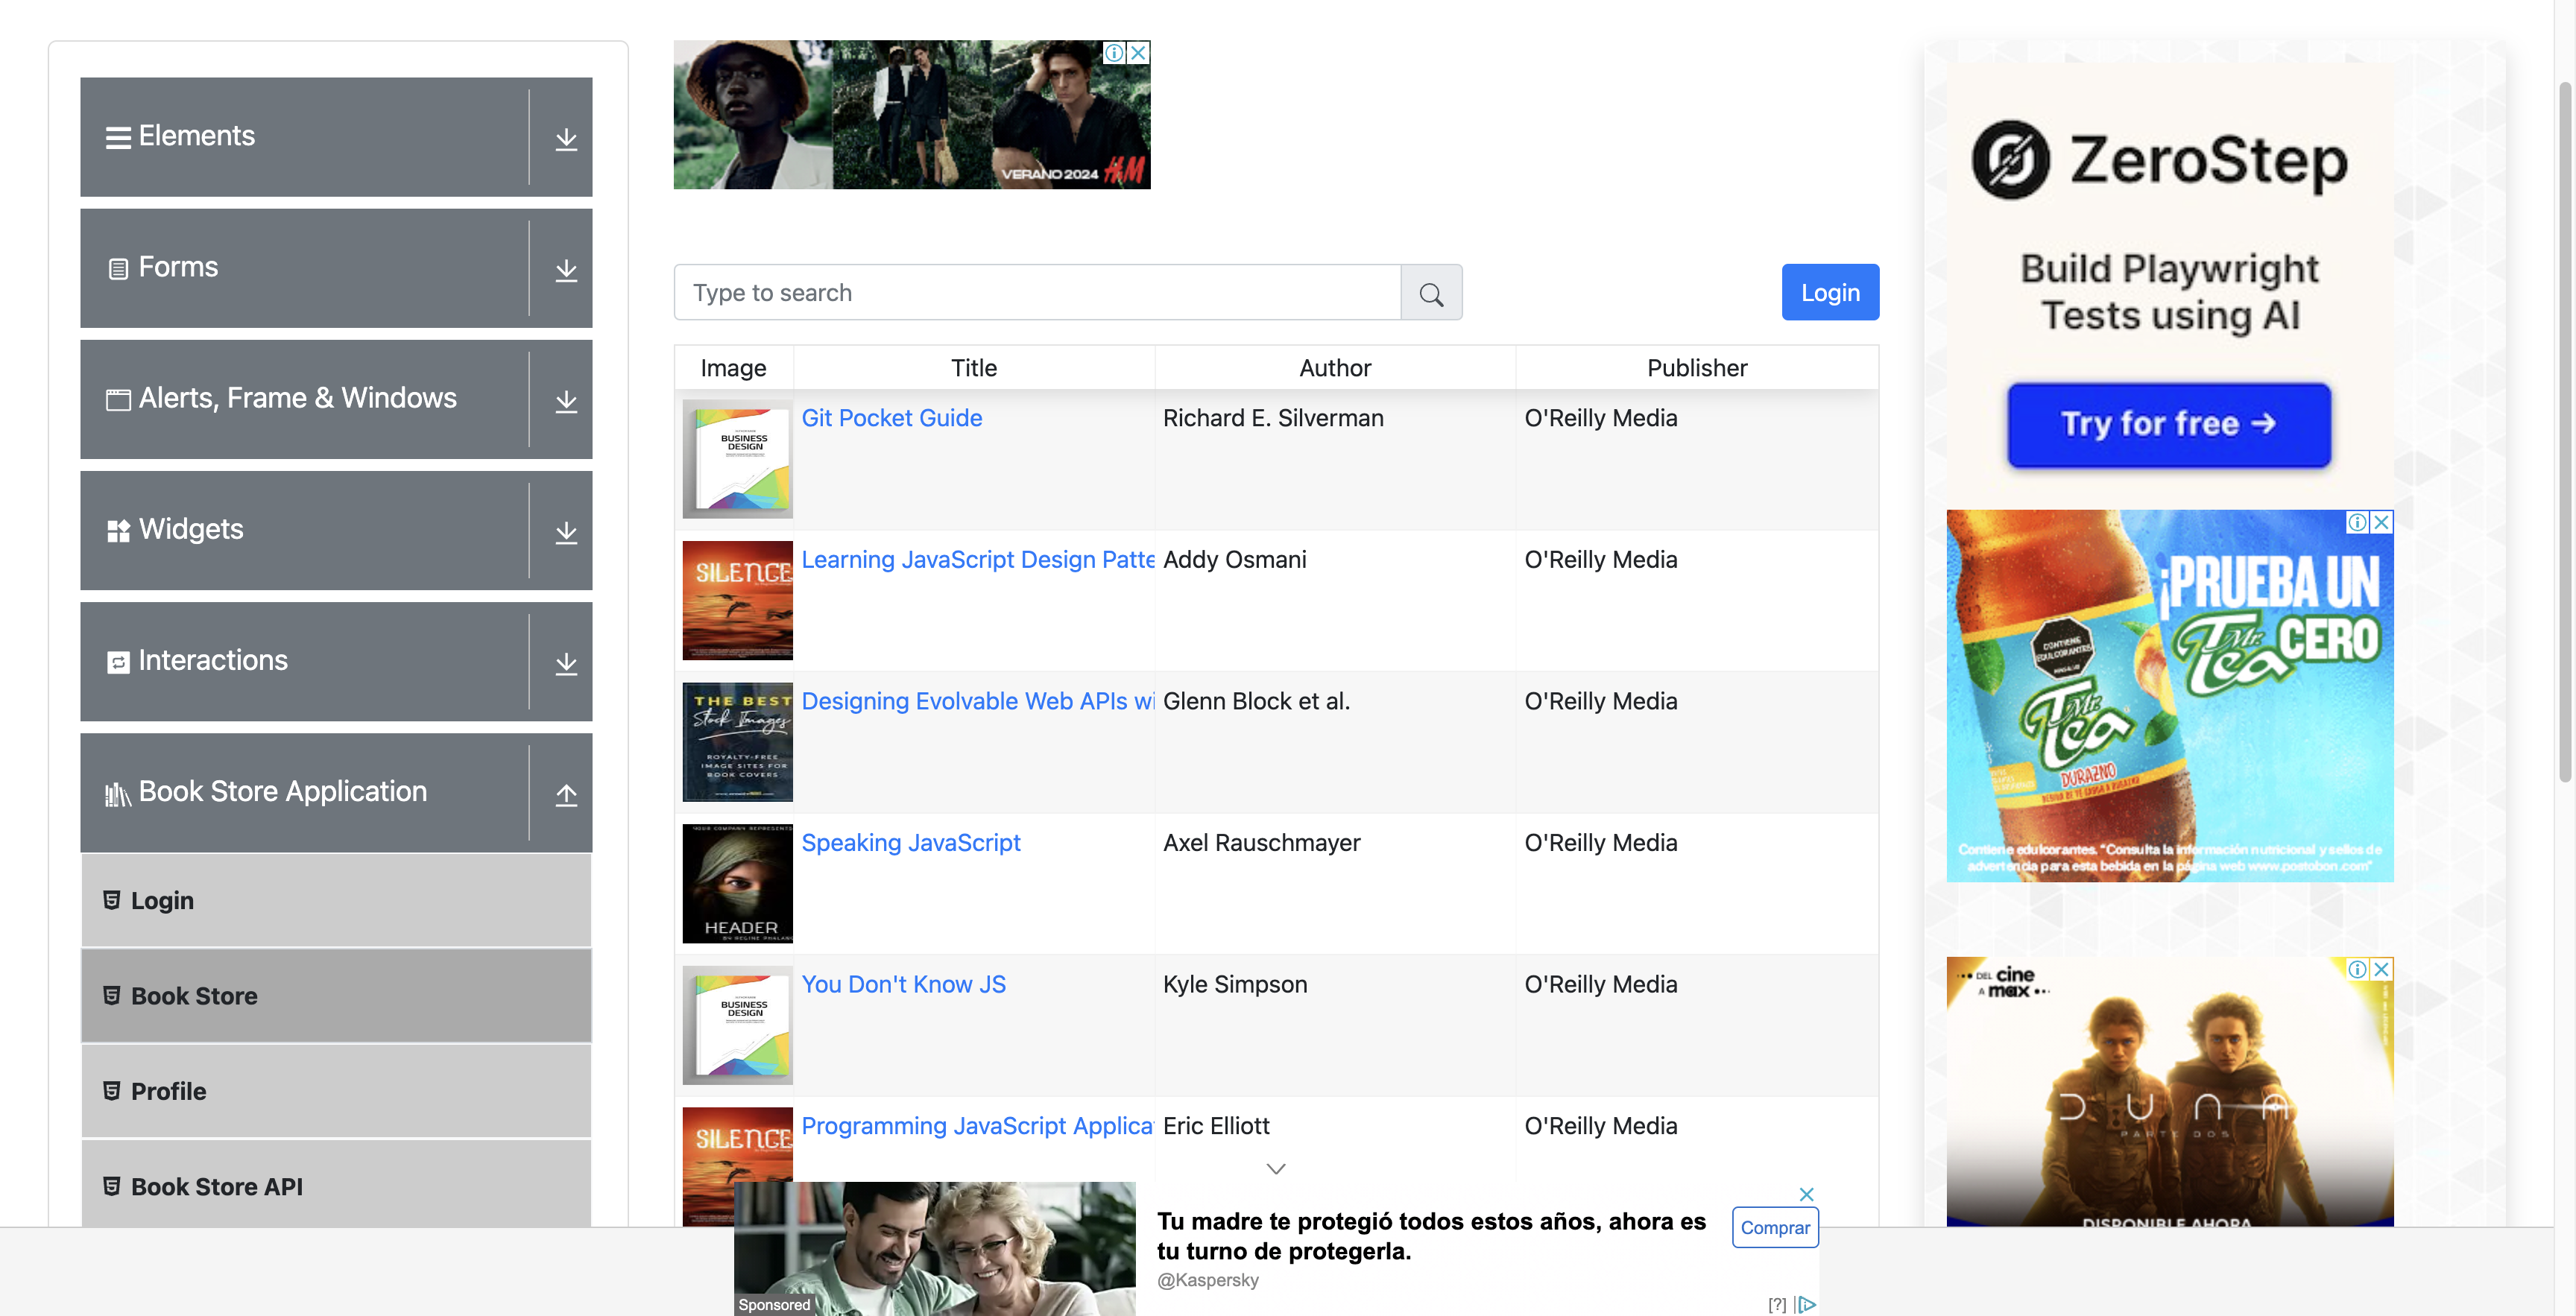 Elements
Forms
Alerts, Frame & Windows
Widgets
Interactions
Book Store Application
Login
Book Store
Profile
Book Store API
VERANO 2024 H&M
Type to search
Login
Image Title Author Publisher
BUSINESS
DESIGN
Git Pocket Guide Richard E. Silverman O'Reilly Media
SILENCE
Learning JavaScript Design Patte Addy Osmani O'Reilly Media
THE BEST
Stock Images
ROYALTY-FREE
IMAGE SITES FOR
BOOK COVERS
Designing Evolvable Web APIs wi Glenn Block et al. O'Reilly Media
YOUR COMPANY REPRESENTS
HEADER
Speaking JavaScript Axel Rauschmayer O'Reilly Media
BUSINESS
DESIGN
You Don't Know JS Kyle Simpson O'Reilly Media
SILENCE
Programming JavaScript Applica Eric Elliott O'Reilly Media
Tu madre te protegió todos estos años, ahora es
tu turno de protegerla.
@Kaspersky
Comprar
Sponsored
[?]
ZeroStep
Build Playwright
Tests using AI
Try for free →
¡PRUEBA UN
Mr. Tea CERO
CONTIENE
EDULCORANTES
Mr. Tea
DURAZNO
Contiene edulcorantes. "Consulta la información nutricional y sellos de
advertencia para esta bebida en la página web www.postobon.com"
DEL cine
A max
DUNA
PARTE DOS
DISPONIBLE AHORA